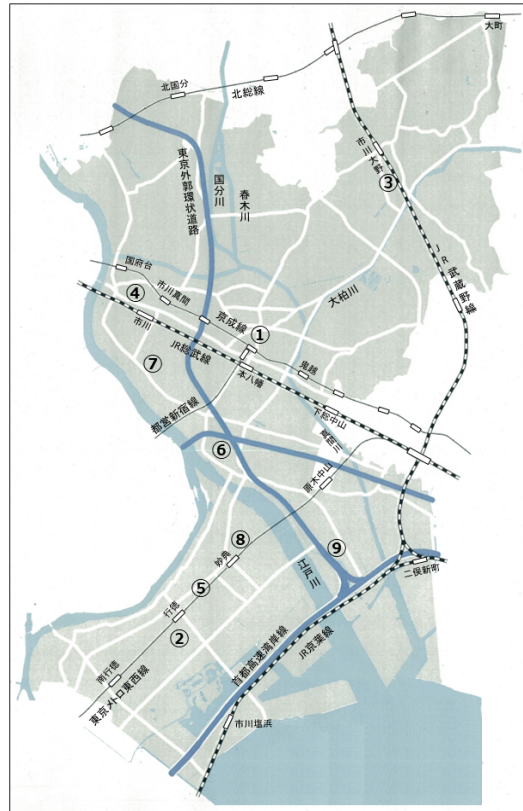 大町
北国分
北総線
市川大野
③
東京外郭環状道路
国分川
春木川
JR武蔵野線
国府台
④
市川真間
大柏川
市川
京成線
①
JR総武線
鬼越
⑦
本八幡
都営新宿線
下総中山
真間川
⑥
原木中山
⑧
妙典
⑨
江戸川
⑤
二俣新町
行徳
②
首都高速湾岸線
JR京葉線
南行徳
東京メトロ東西線
市川塩浜